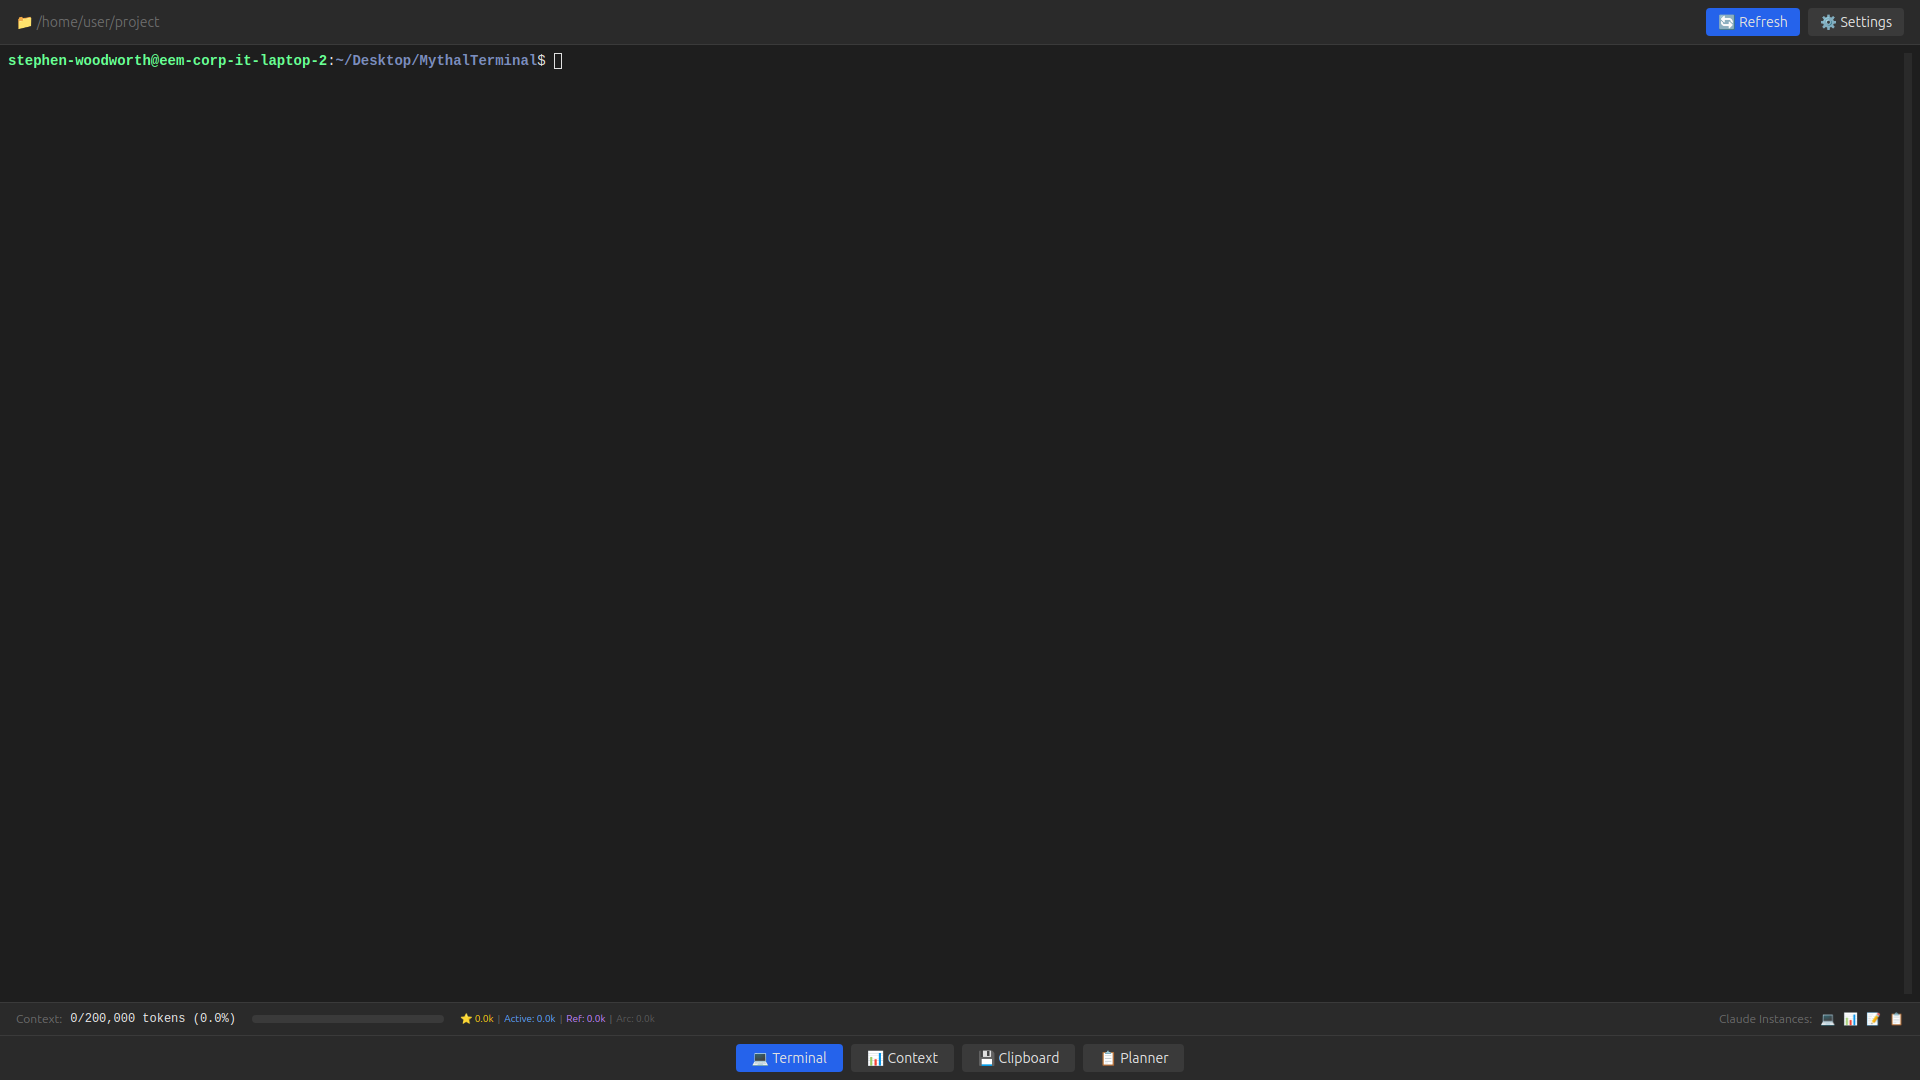 /home/user/project
Refresh
Settings
stephen-woodworth@eem-corp-it-laptop-2:~/Desktop/MythalTerminal$
Context: 0/200,000 tokens (0.0%)
0.0k | Active: 0.0k | Ref: 0.0k | Arc: 0.0k
Claude Instances:
Terminal
Context
Clipboard
Planner